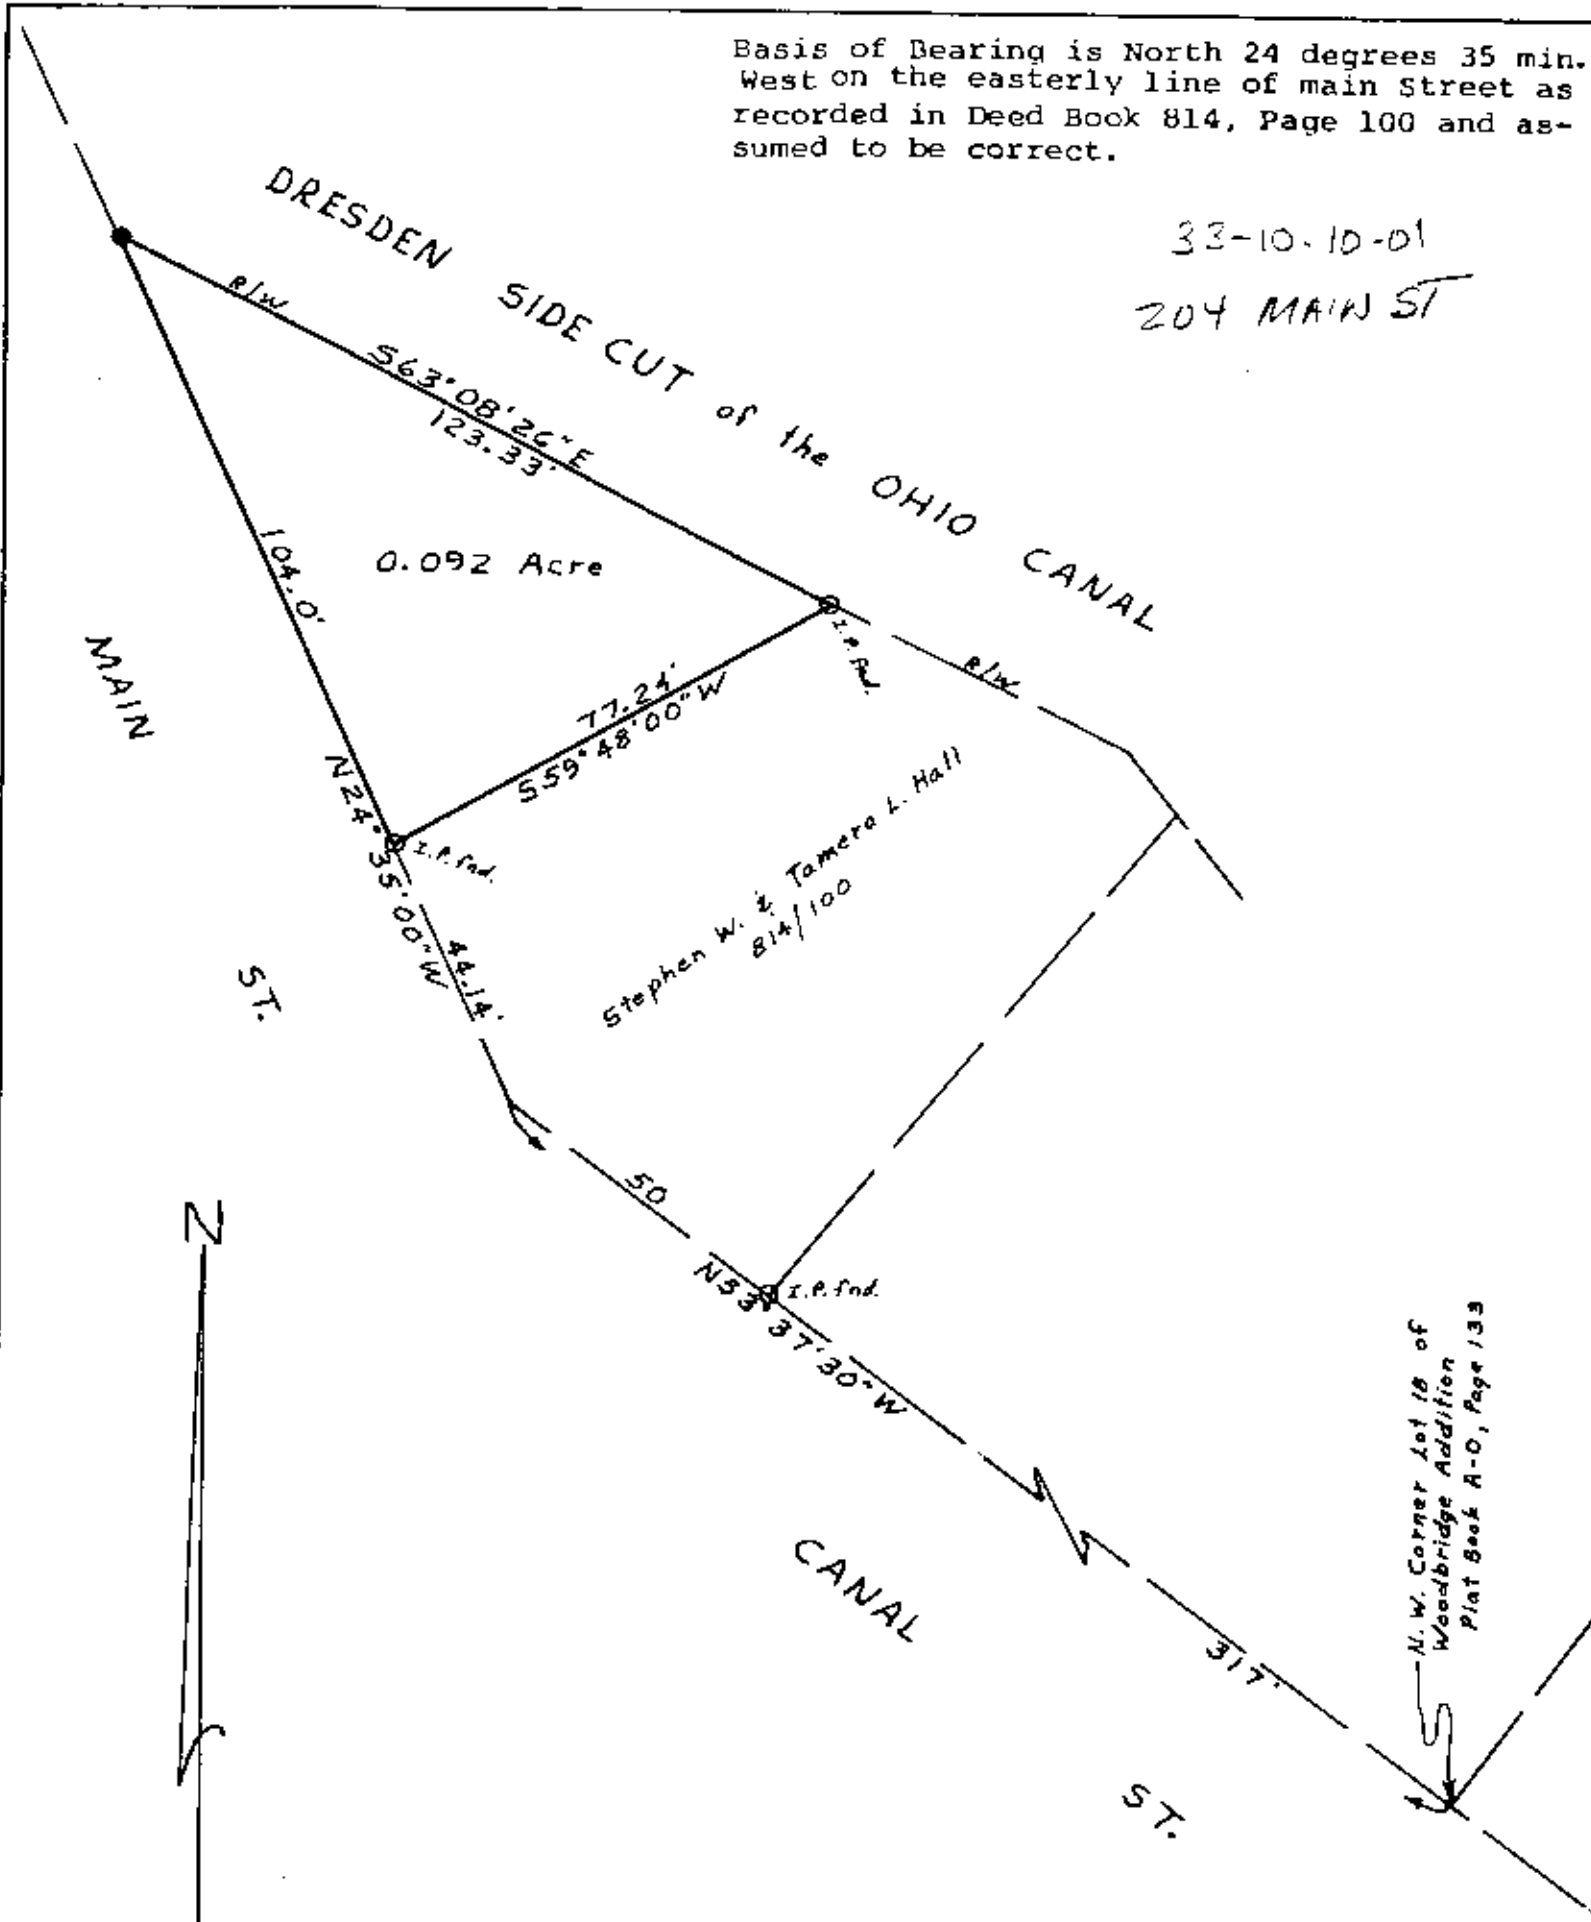 Basis of Bearing is North 24 degrees 35 min.
West on the easterly line of main Street as
recorded in Deed Book 814, Page 100 and as-
sumed to be correct.
33-10-10-01
204 MAIN ST
DRESDEN SIDE CUT of the OHIO CANAL
R/W
S63°08'26"E
123.33'
104.0'
0.092 Acre
I.P. fnd.
R/W
MAIN ST.
77.24'
S59°48'00"W
N24°35'00"W
I.P. fnd.
44.14'
Stephen W. & Tamera L. Hall
814/100
50
N
N53°37'30"W
I.P. fnd.
CANAL ST.
317'
N.W. Corner Lot 18 of
Woodbridge Addition
Plat Book A-O, Page 133